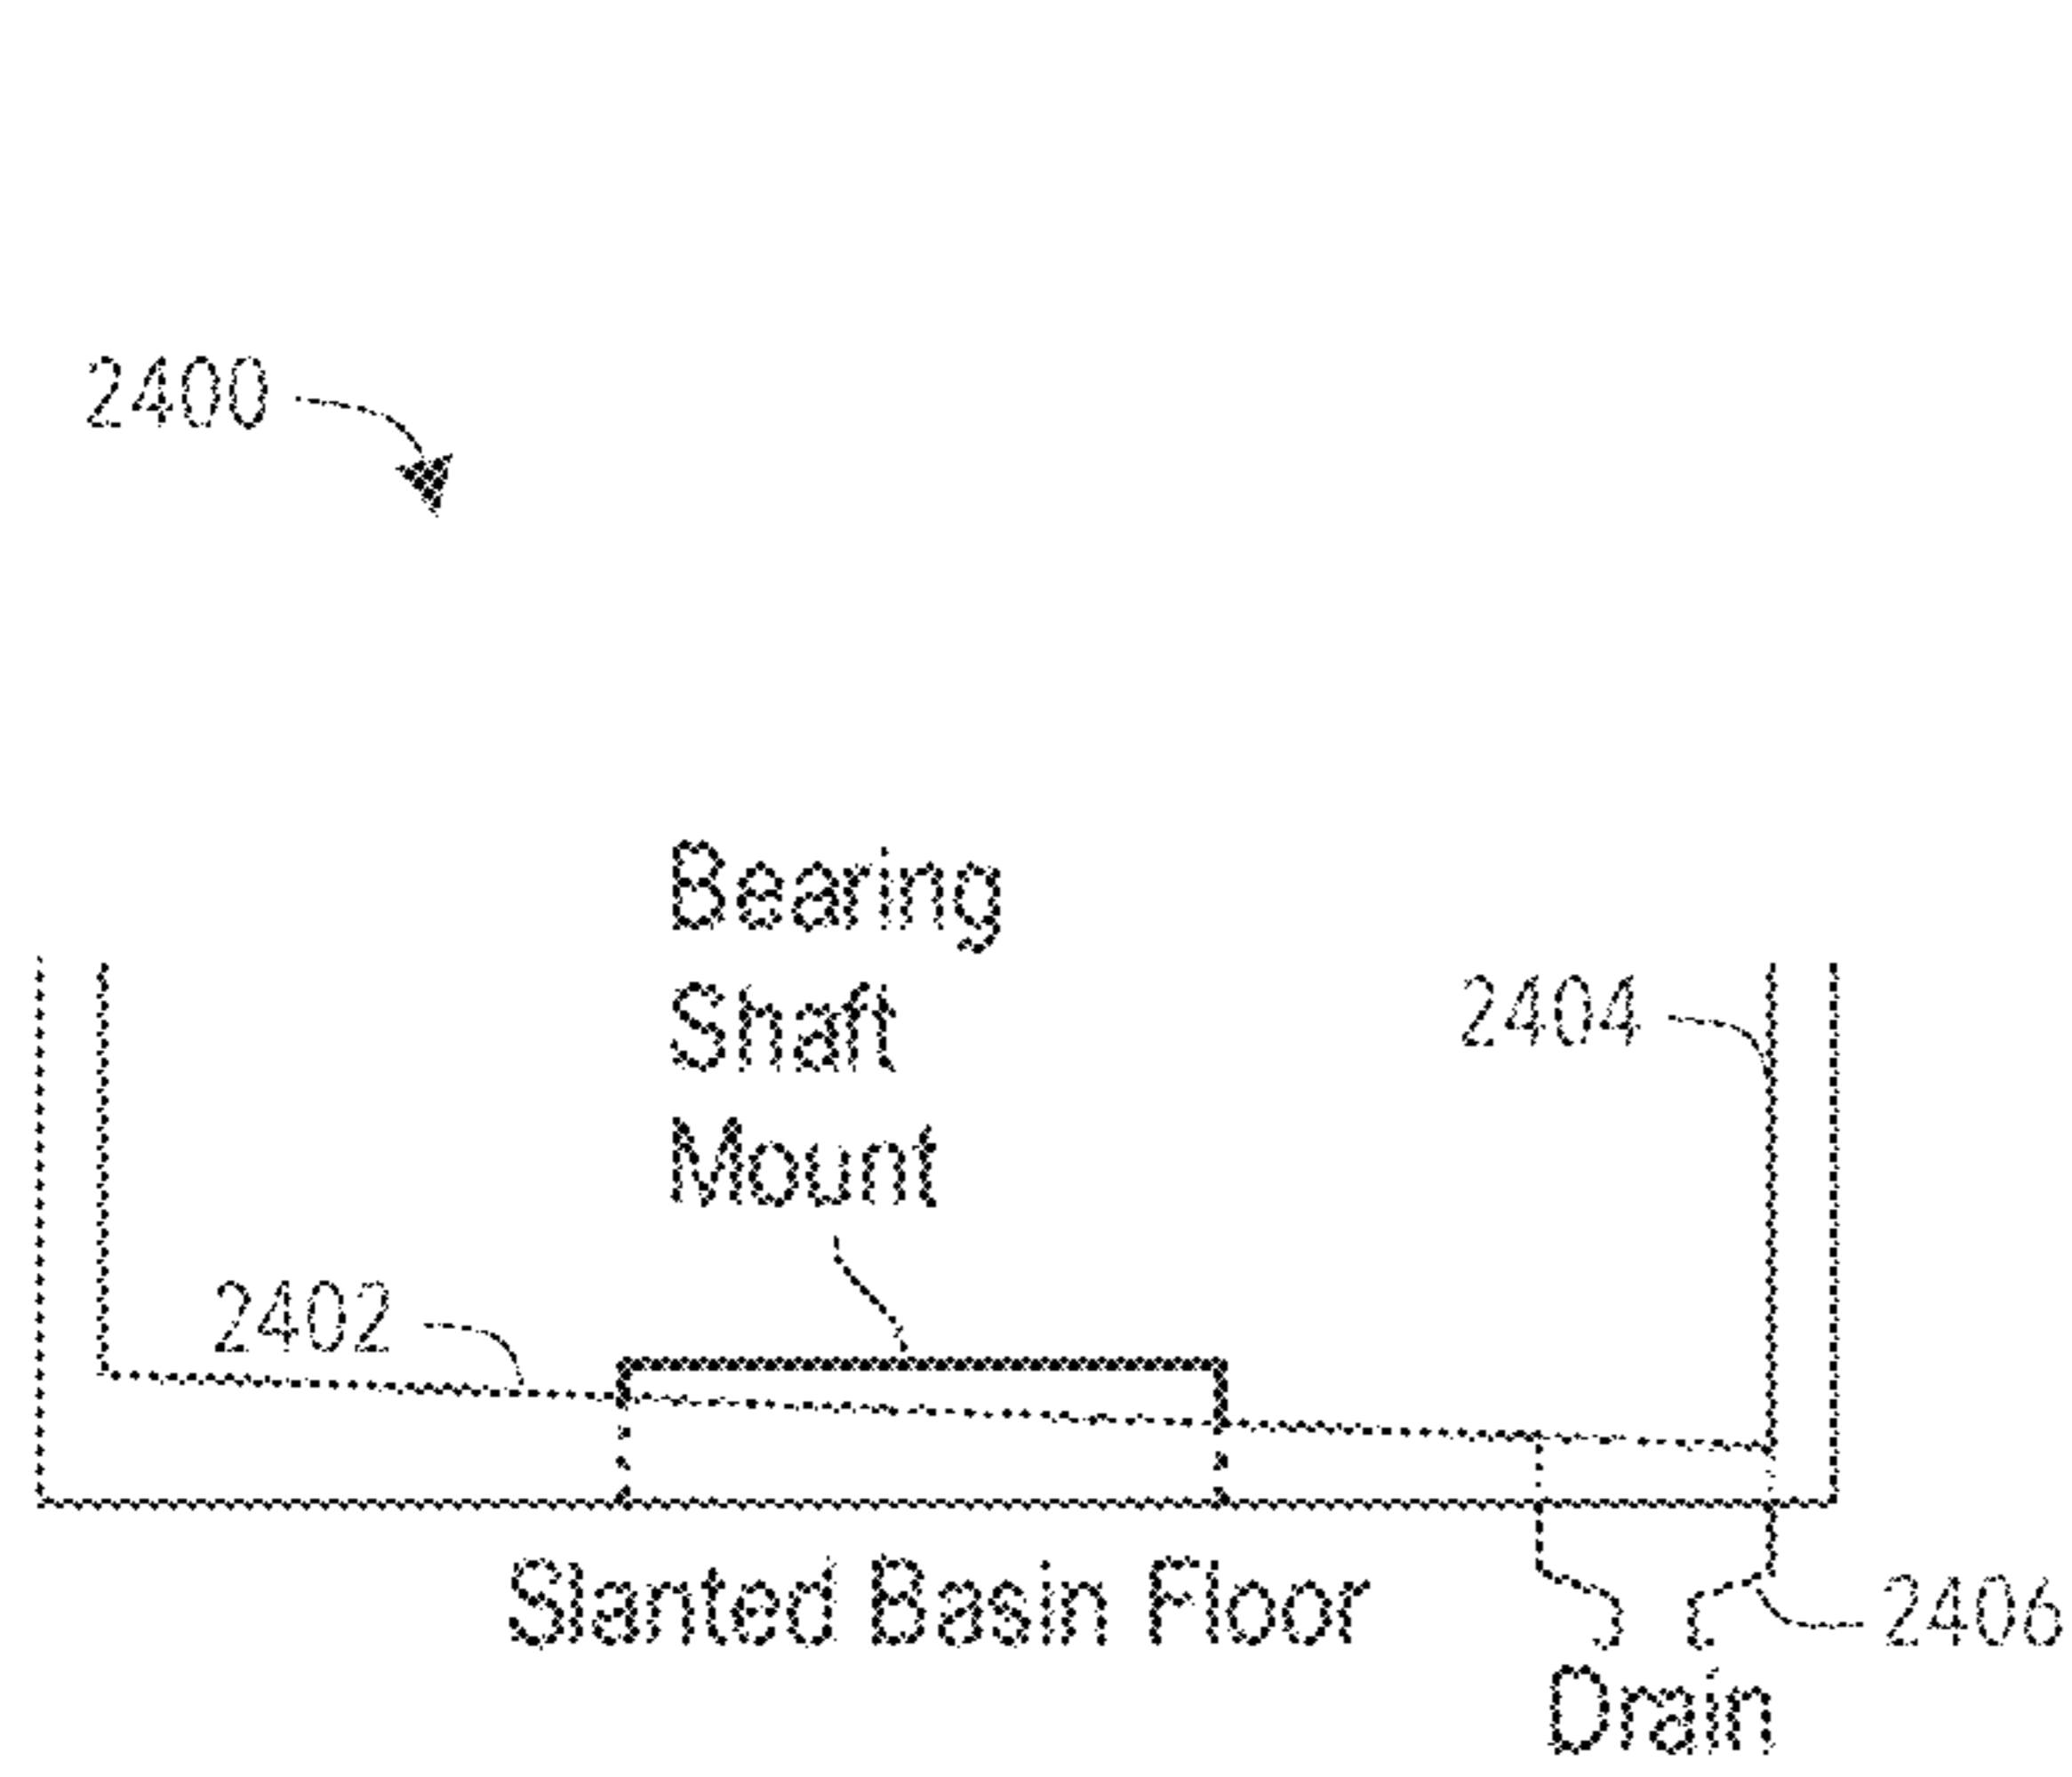 2400
Bearing
Shaft
Mount
2404
2402
Slanted Basin Floor
2406
Drain